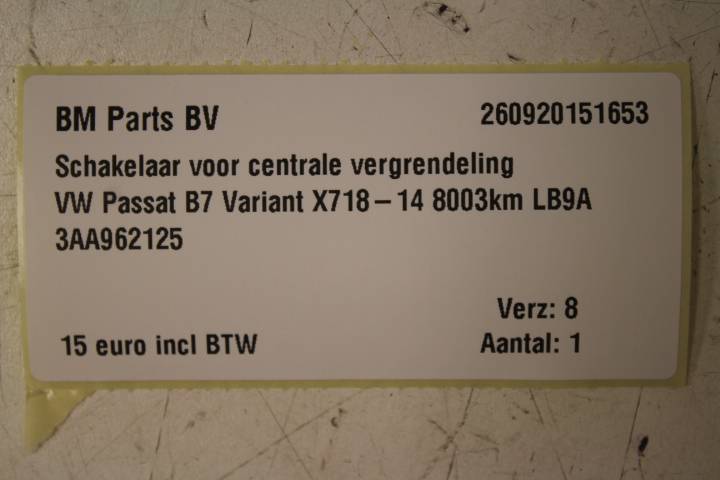 BM Parts BV 260920151653
Schakelaar voor centrale vergrendeling
VW Passat B7 Variant X718-14 8003km LB9A
3AA962125
Verz: 8
15 euro incl BTW Aantal: 1